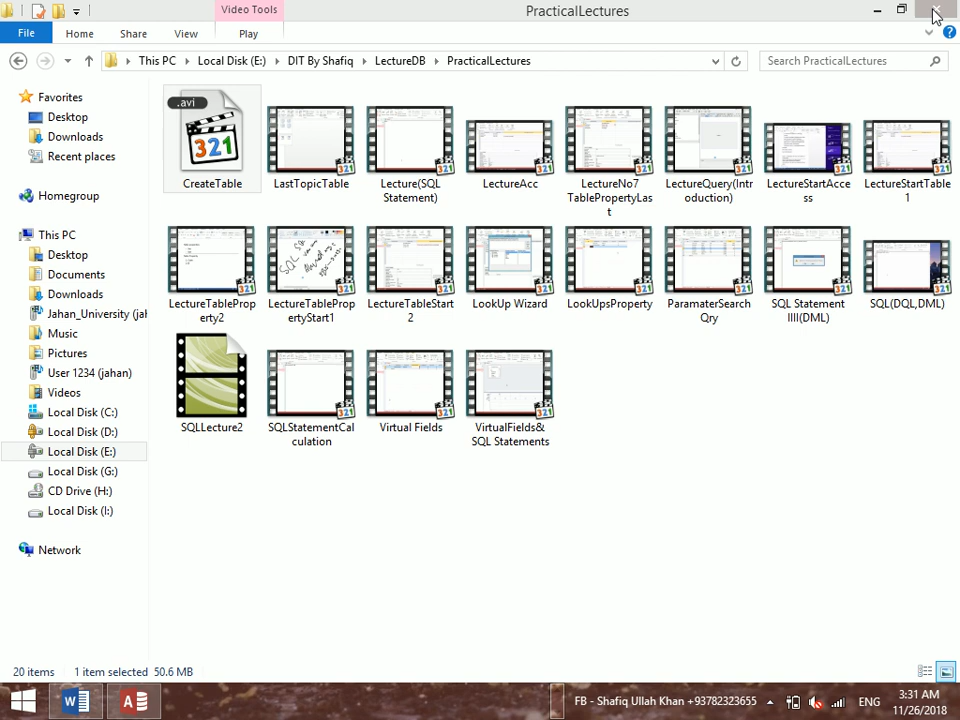 Video Tools
PracticalLectures
File
Home
Share
View
Play
This PC
Local Disk (E:)
DIT By Shafiq
LectureDB
PracticalLectures
Search PracticalLectures
Favorites
Desktop
Downloads
Recent places
Homegroup
This PC
Desktop
Documents
Downloads
Jahan_University (jah
Music
Pictures
User 1234 (jahan)
Videos
Local Disk (C:)
Local Disk (D:)
Local Disk (E:)
Local Disk (G:)
CD Drive (H:)
Local Disk (I:)
Network
.avi
321
CreateTable
LastTopicTable
Lecture(SQL
Statement)
LectureAcc
LectureNo7
TablePropertyLas
t
LectureQuery(Intr
oduction)
LectureStartAcce
ss
LectureStartTable
1
LectureTableProp
erty2
LectureTableProp
ertyStart1
LectureTableStart
2
LookUp Wizard
LookUpsProperty
ParamaterSearch
Qry
SQL Statement
IIII(DML)
SQL(DQL,DML)
SQLLecture2
SQLStatementCal
culation
Virtual Fields
VirtualFields&
SQL Statements
20 items
1 item selected 50.6 MB
FB - Shafiq Ullah Khan +93782323655
ENG
3:31 AM
11/26/2018